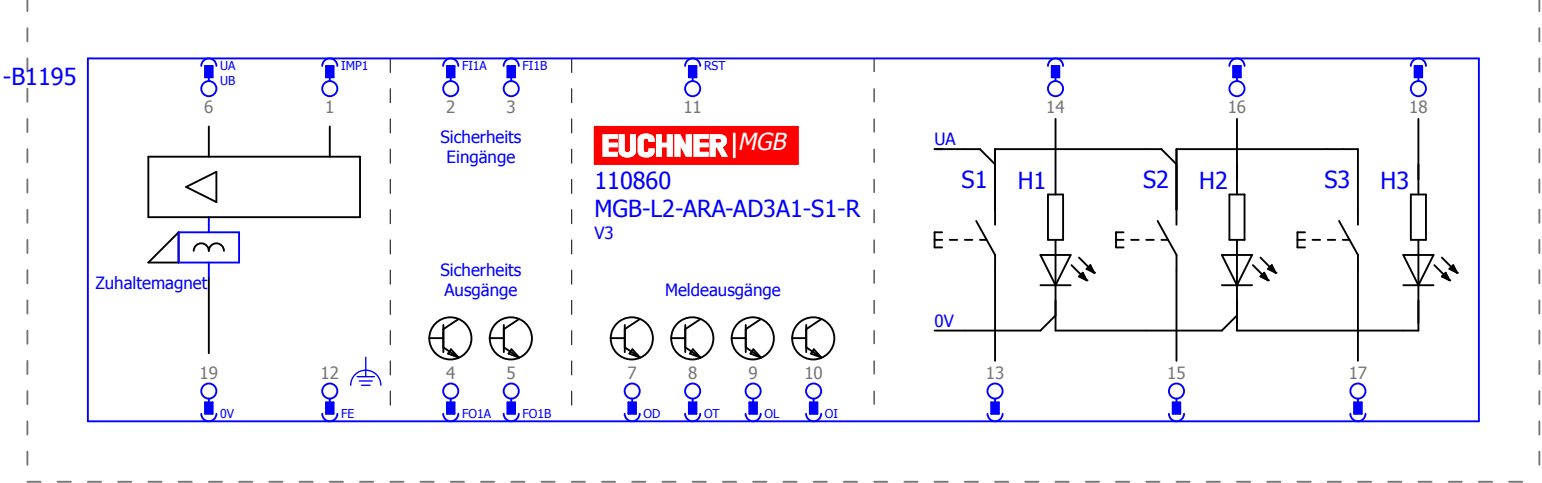 -B1195
UA
UB
6
IMP1
1
FI1A
2
FI1B
3
RST
11
14
16
18
Sicherheits
Eingänge
EUCHNER|MGB
110860
MGB-L2-ARA-AD3A1-S1-R
V3
UA
S1
H1
S2
H2
S3
H3
Zuhaltemagnet
Sicherheits
Ausgänge
Meldeausgänge
0V
19
0V
12
FE
4
FO1A
5
FO1B
7
OD
8
OT
9
OL
10
OI
13
15
17